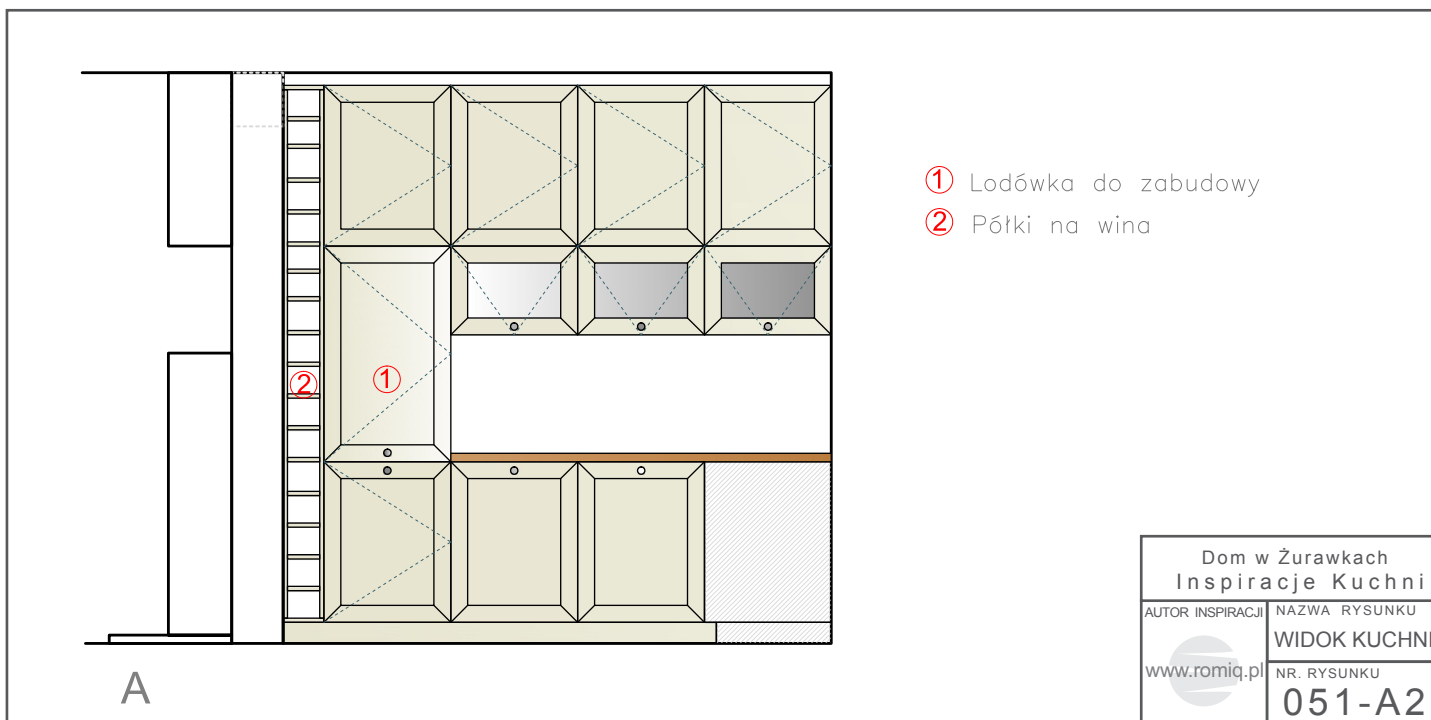 ① Lodówka do zabudowy
② Półki na wina
②
①
A
Dom w Żurawkach
Inspiracje Kuchni
AUTOR INSPIRACJI
www.romiq.pl
NAZWA RYSUNKU
WIDOK KUCHNI
NR. RYSUNKU
051-A2